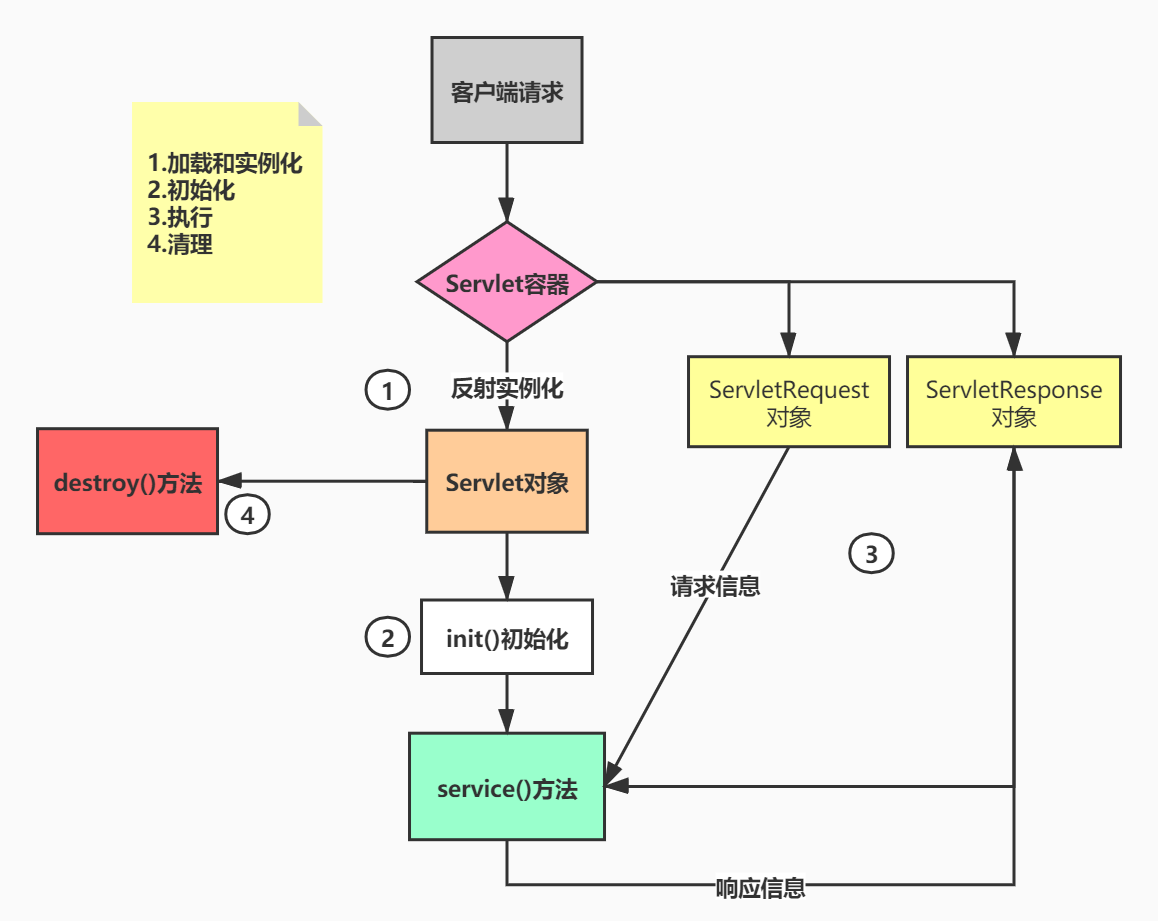 客户端请求
1.加载和实例化
2.初始化
3.执行
4.清理
Servlet容器
1
反射实例化
ServletRequest
对象
ServletResponse
对象
destroy()方法
4
Servlet对象
3
请求信息
2
init()初始化
service()方法
响应信息